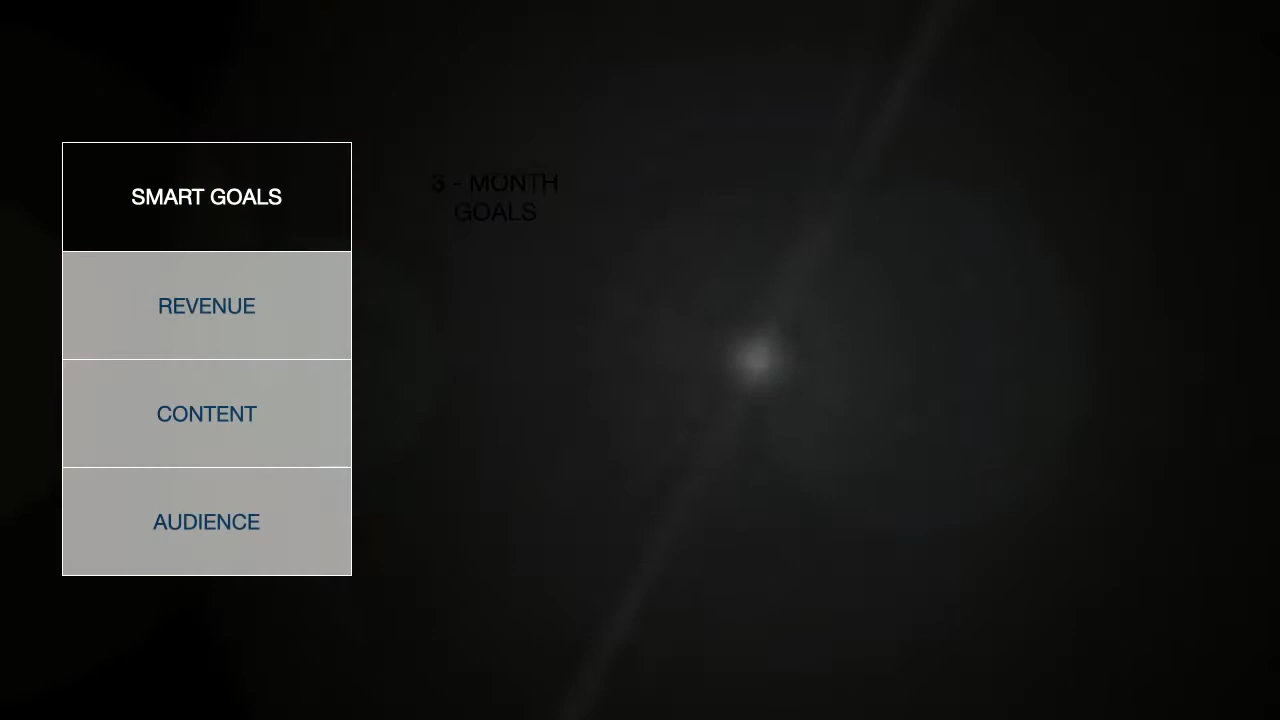 SMART GOALS
3 - MONTH
GOALS
REVENUE
CONTENT
AUDIENCE